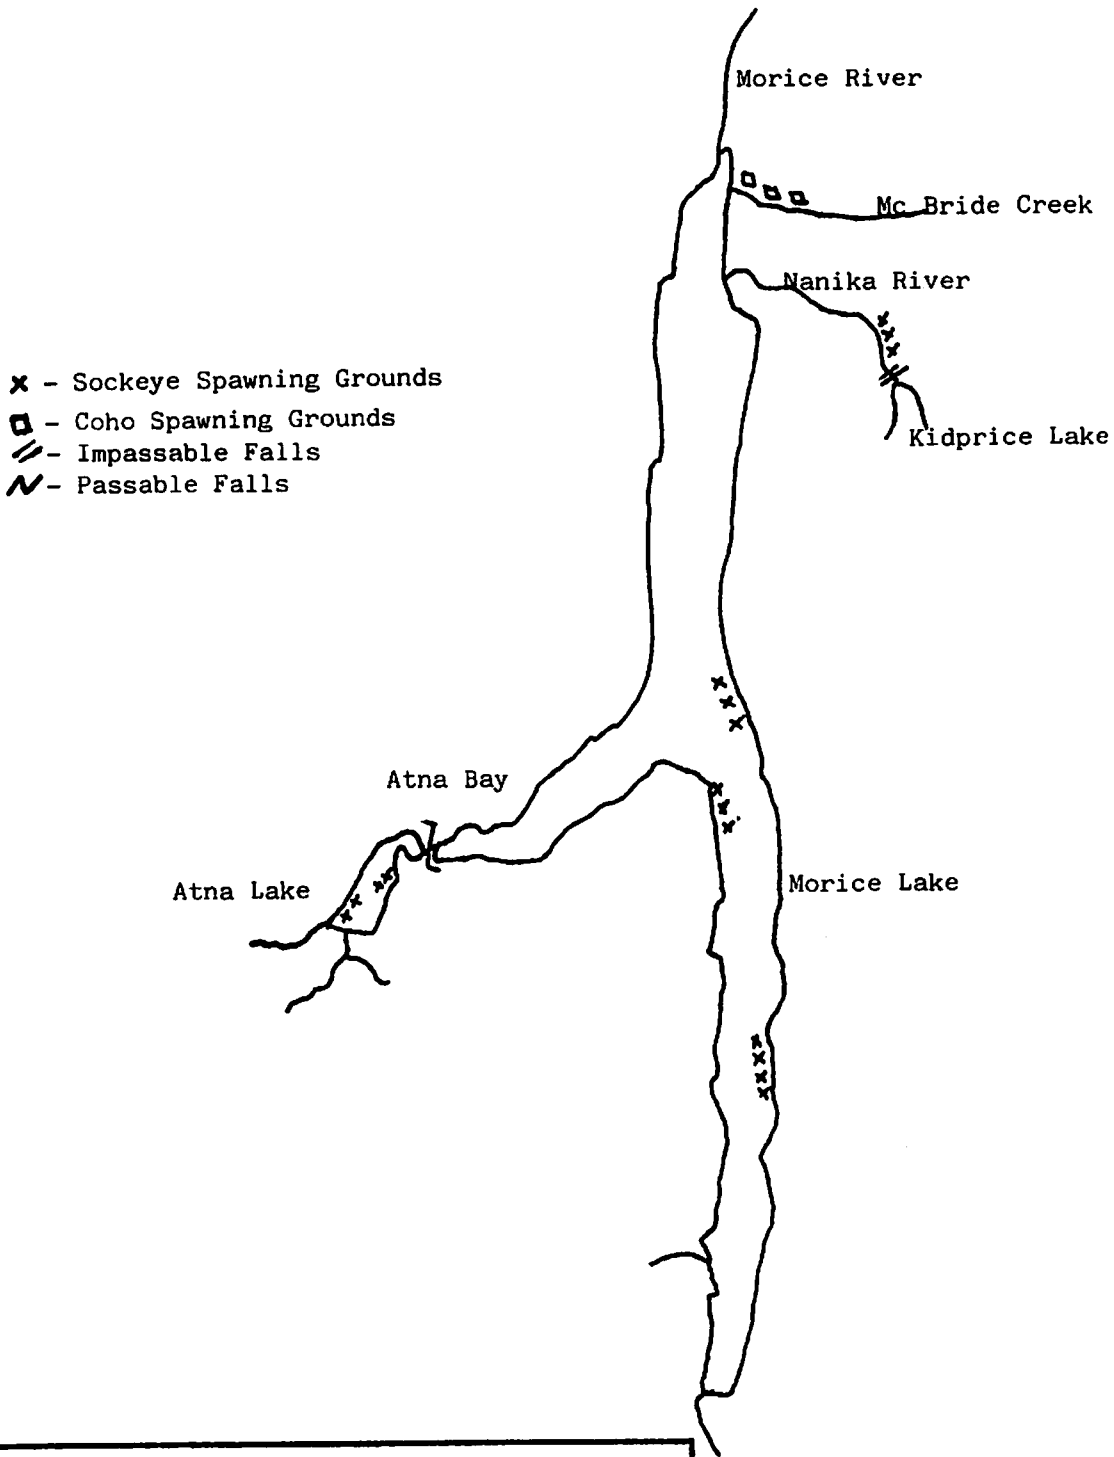 Morice River
Mc Bride Creek
Nanika River
- Sockeye Spawning Grounds
- Coho Spawning Grounds
- Impassable Falls
- Passable Falls
Kidprice Lake
Atna Bay
Atna Lake
Morice Lake